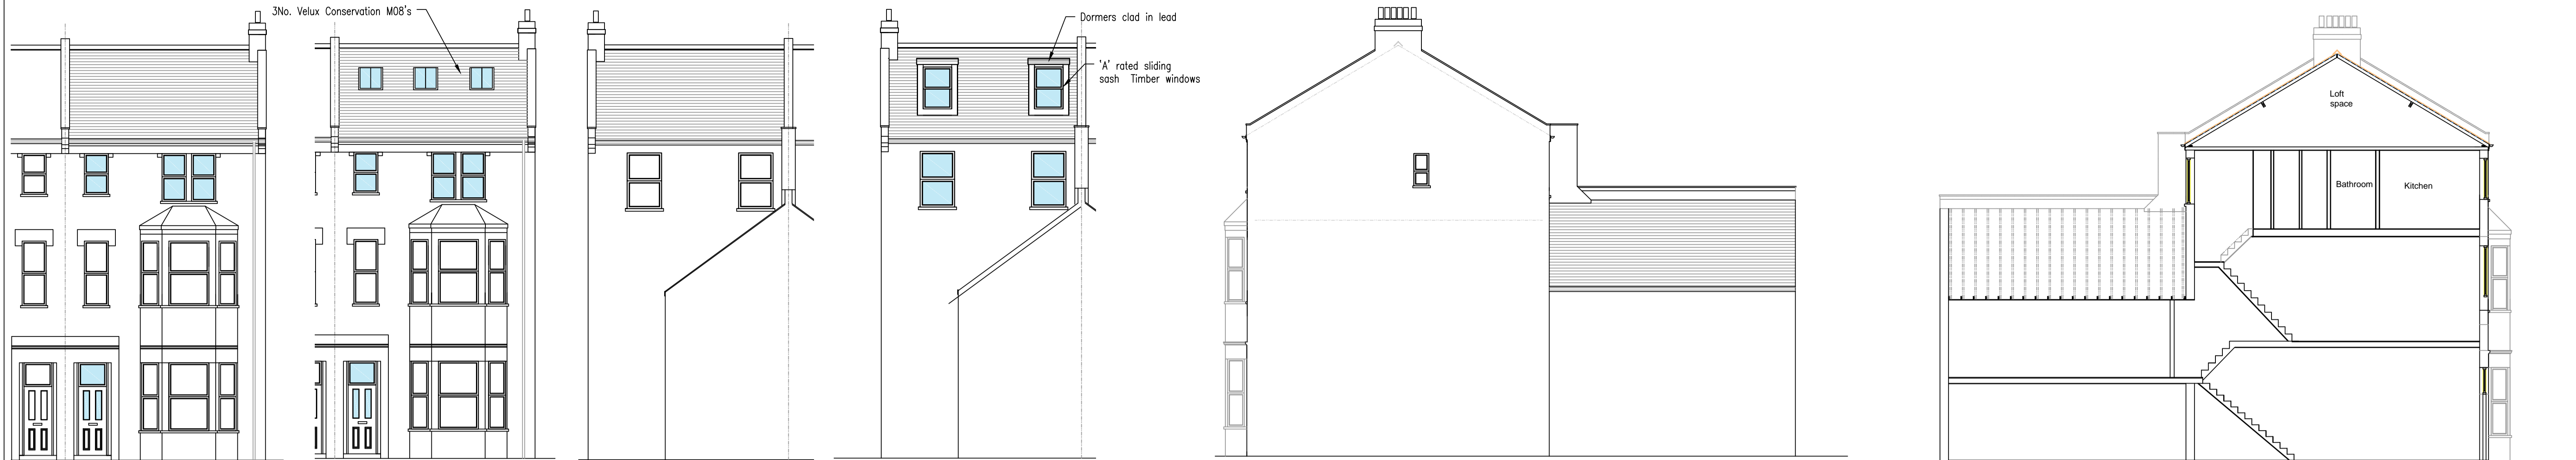 3No. Velux Conservation M08's
Dormers clad in lead
'A' rated sliding
sash Timber windows
Loft
space
Bathroom
Kitchen